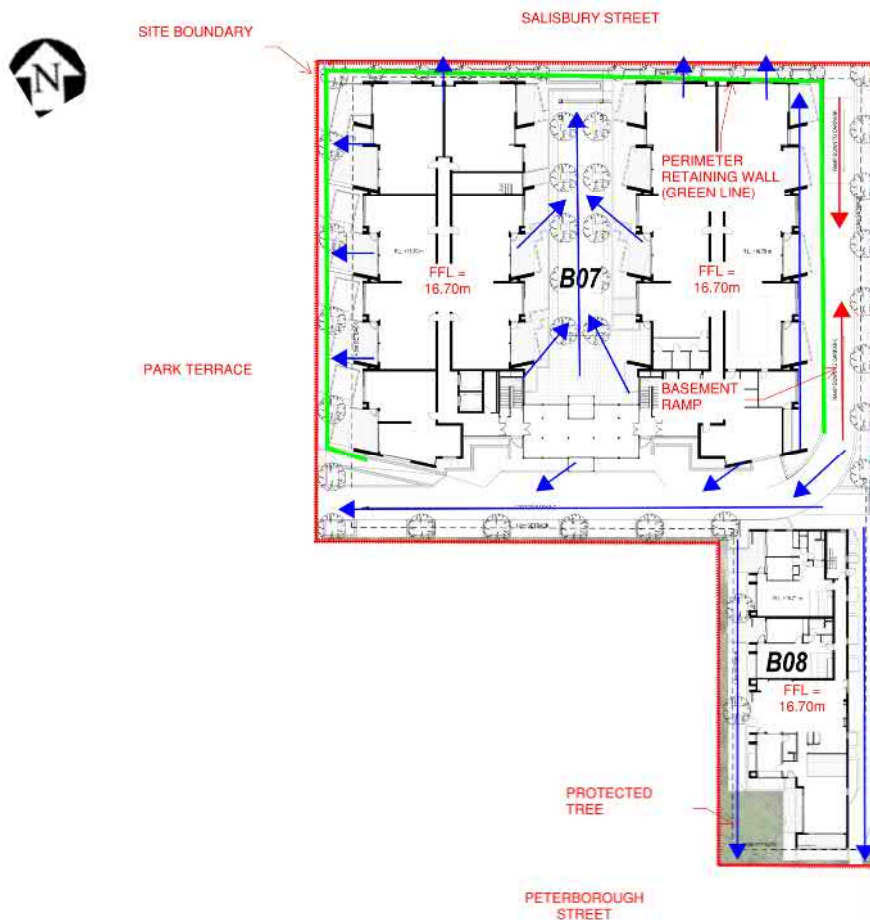 SALISBURY STREET
SITE BOUNDARY
N
PERIMETER
RETAINING WALL
(GREEN LINE)
FFL =
16.70m
B07
FFL =
16.70m
PARK TERRACE
BASEMENT
RAMP
B08
FFL =
16.70m
PROTECTED
TREE
PETERBOROUGH
STREET